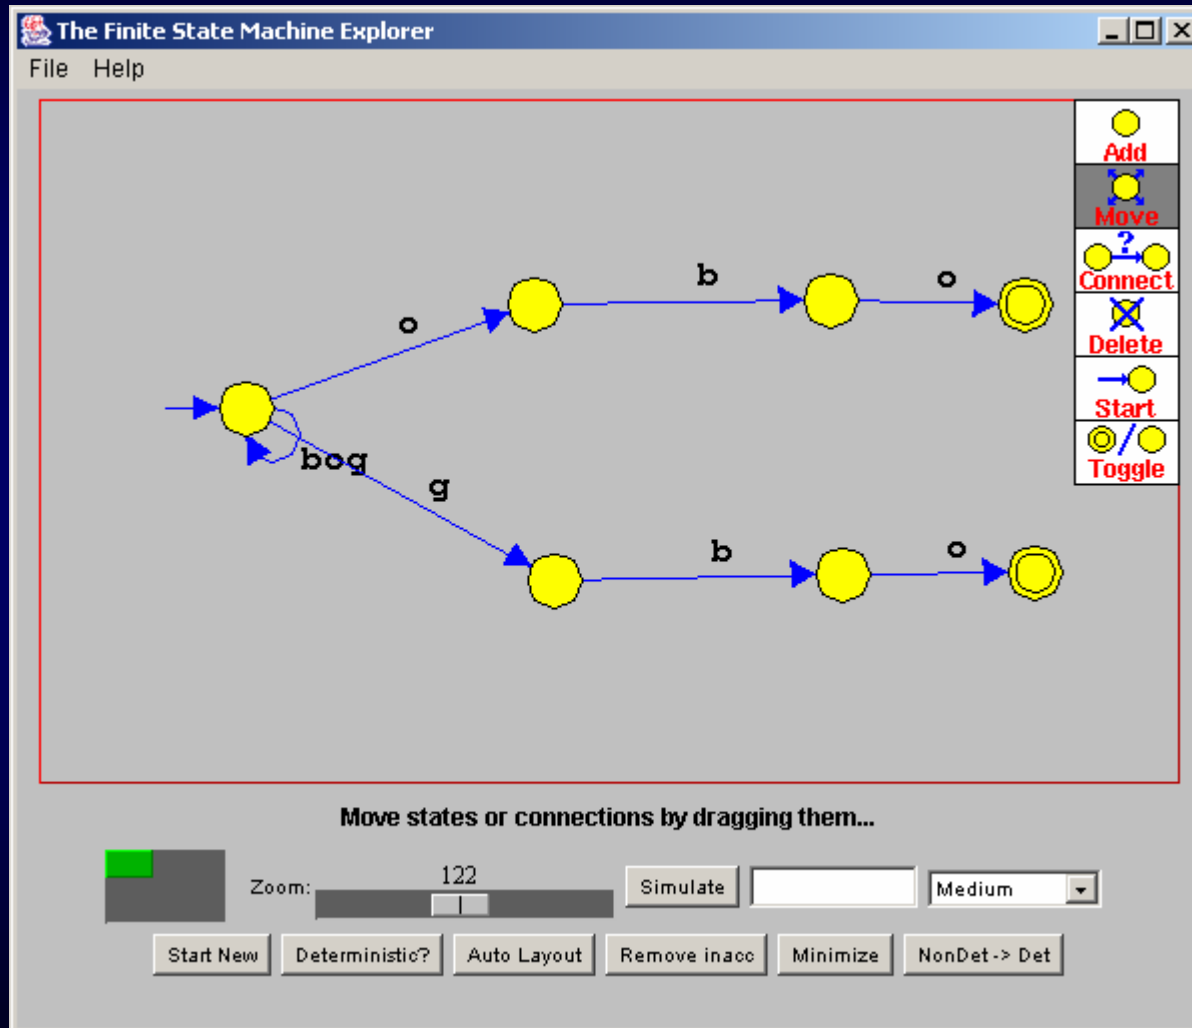 The Finite State Machine Explorer
File Help
Add
Move
?
Connect
Delete
Start
/
Toggle
o
b
o
bog
g
b
o
Move states or connections by dragging them...
Zoom: 122 Simulate Medium
Start New Deterministic? Auto Layout Remove inacc Minimize NonDet -> Det